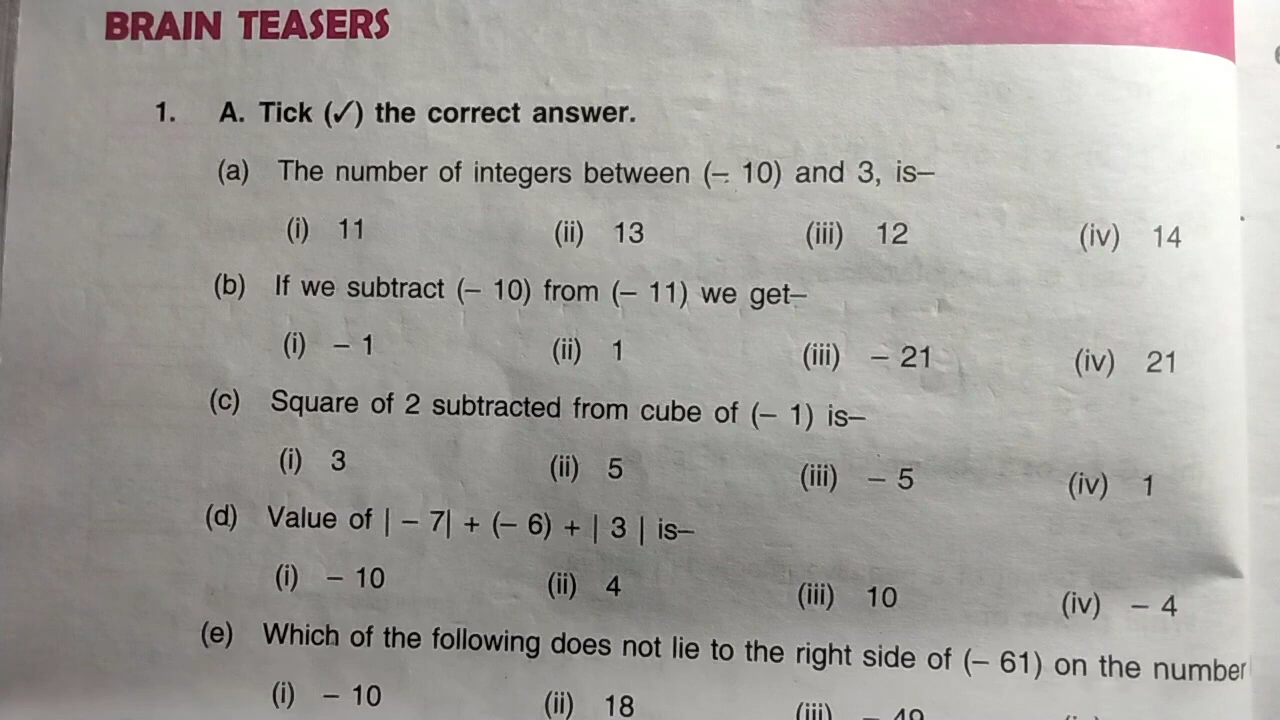 BRAIN TEASERS
1. A. Tick (✓) the correct answer.
(a) The number of integers between (– 10) and 3, is–
(i) 11 (ii) 13 (iii) 12 (iv) 14
(b) If we subtract (– 10) from (– 11) we get–
(i) – 1 (ii) 1 (iii) – 21 (iv) 21
(c) Square of 2 subtracted from cube of (– 1) is–
(i) 3 (ii) 5 (iii) – 5 (iv) 1
(d) Value of | – 7| + (– 6) + | 3 | is–
(i) – 10 (ii) 4 (iii) 10 (iv) – 4
(e) Which of the following does not lie to the right side of (– 61) on the number
(i) – 10 (ii) 18 (iii)